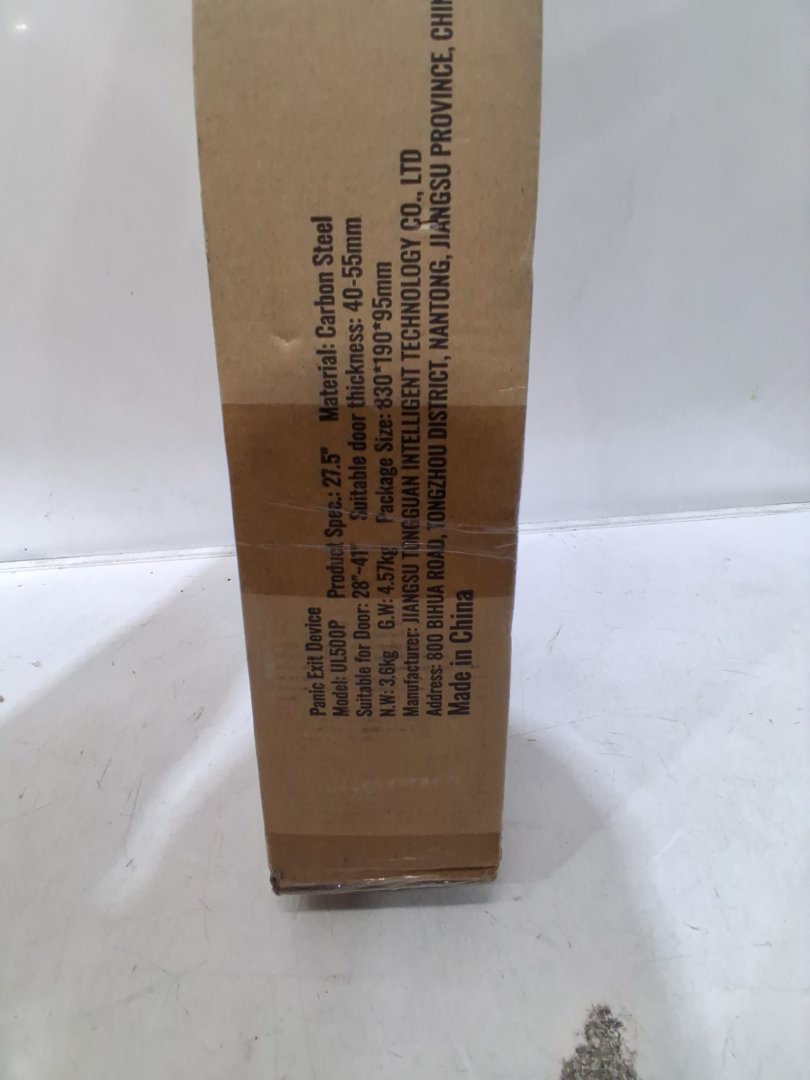 Panic Exit Device
Model: UL500P Product Spec.: 27.5" Material: Carbon Steel
Suitable for Door: 28"-41" Suitable door thickness: 40-55mm
N.W: 3.6kg G.W: 4.57kg Package Size: 830*190*95mm
Manufacturer: JIANGSU TONGGUAN INTELLIGENT TECHNOLOGY CO., LTD
Address: 800 BIHUA ROAD, TONGZHOU DISTRICT, NANTONG, JIANGSU PROVINCE,
Made in China